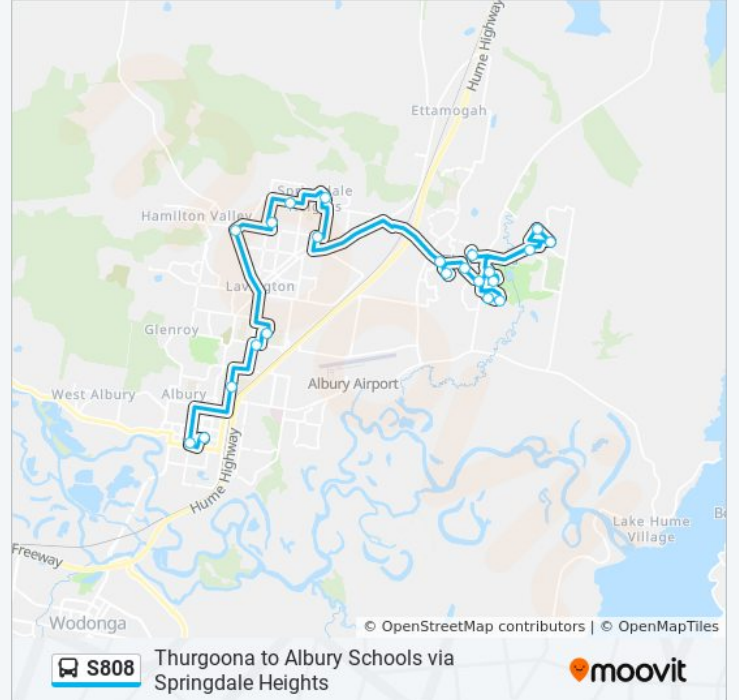 Hume Highway
Ettamogah
Springdale
Heights
Hamilton Valley
Lavington
Glenroy
Albury Airport
West Albury
Albury
Hume Highway
Lake Hume
Village
Freeway
Wodonga
© OpenStreetMap contributors | © OpenMapTiles
S808
Thurgoona to Albury Schools via
Springdale Heights
moovit